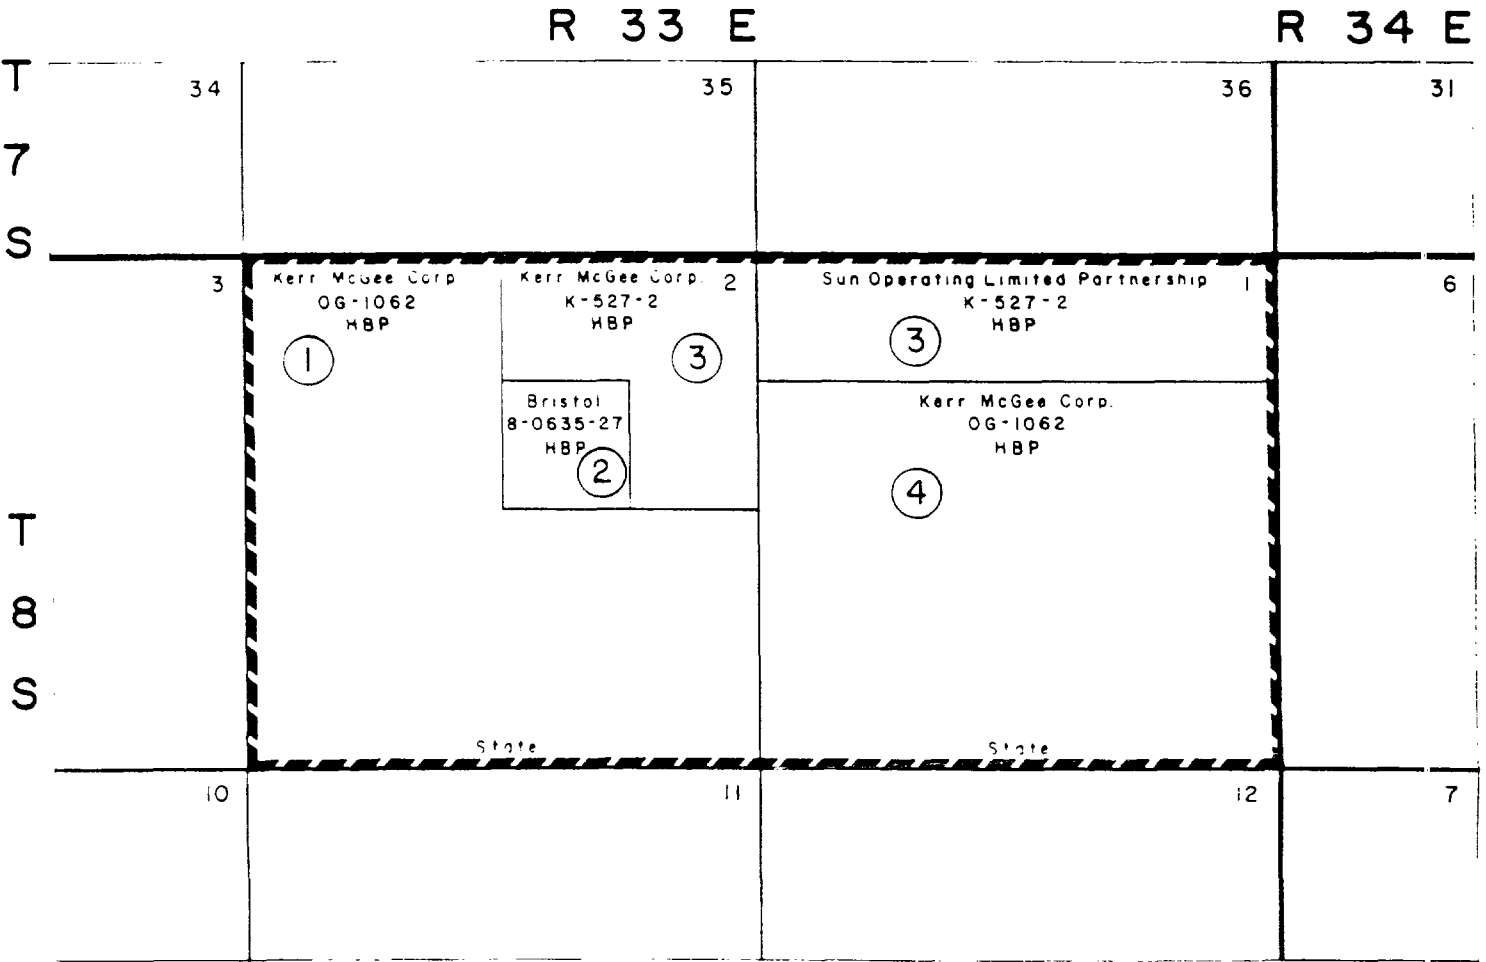 R 33 E
R 34 E
T
7
S
34
35
36
31
3
Kerr McGee Corp
OG-1062
HBP
1
Kerr McGee Corp. 2
K-527-2
HBP
3
Bristol
8-0635-27
HBP
2
Sun Operating Limited Partnership 1
K-527-2
HBP
3
6
Kerr McGee Corp.
OG-1062
HBP
4
T
8
S
State
State
10
11
12
7